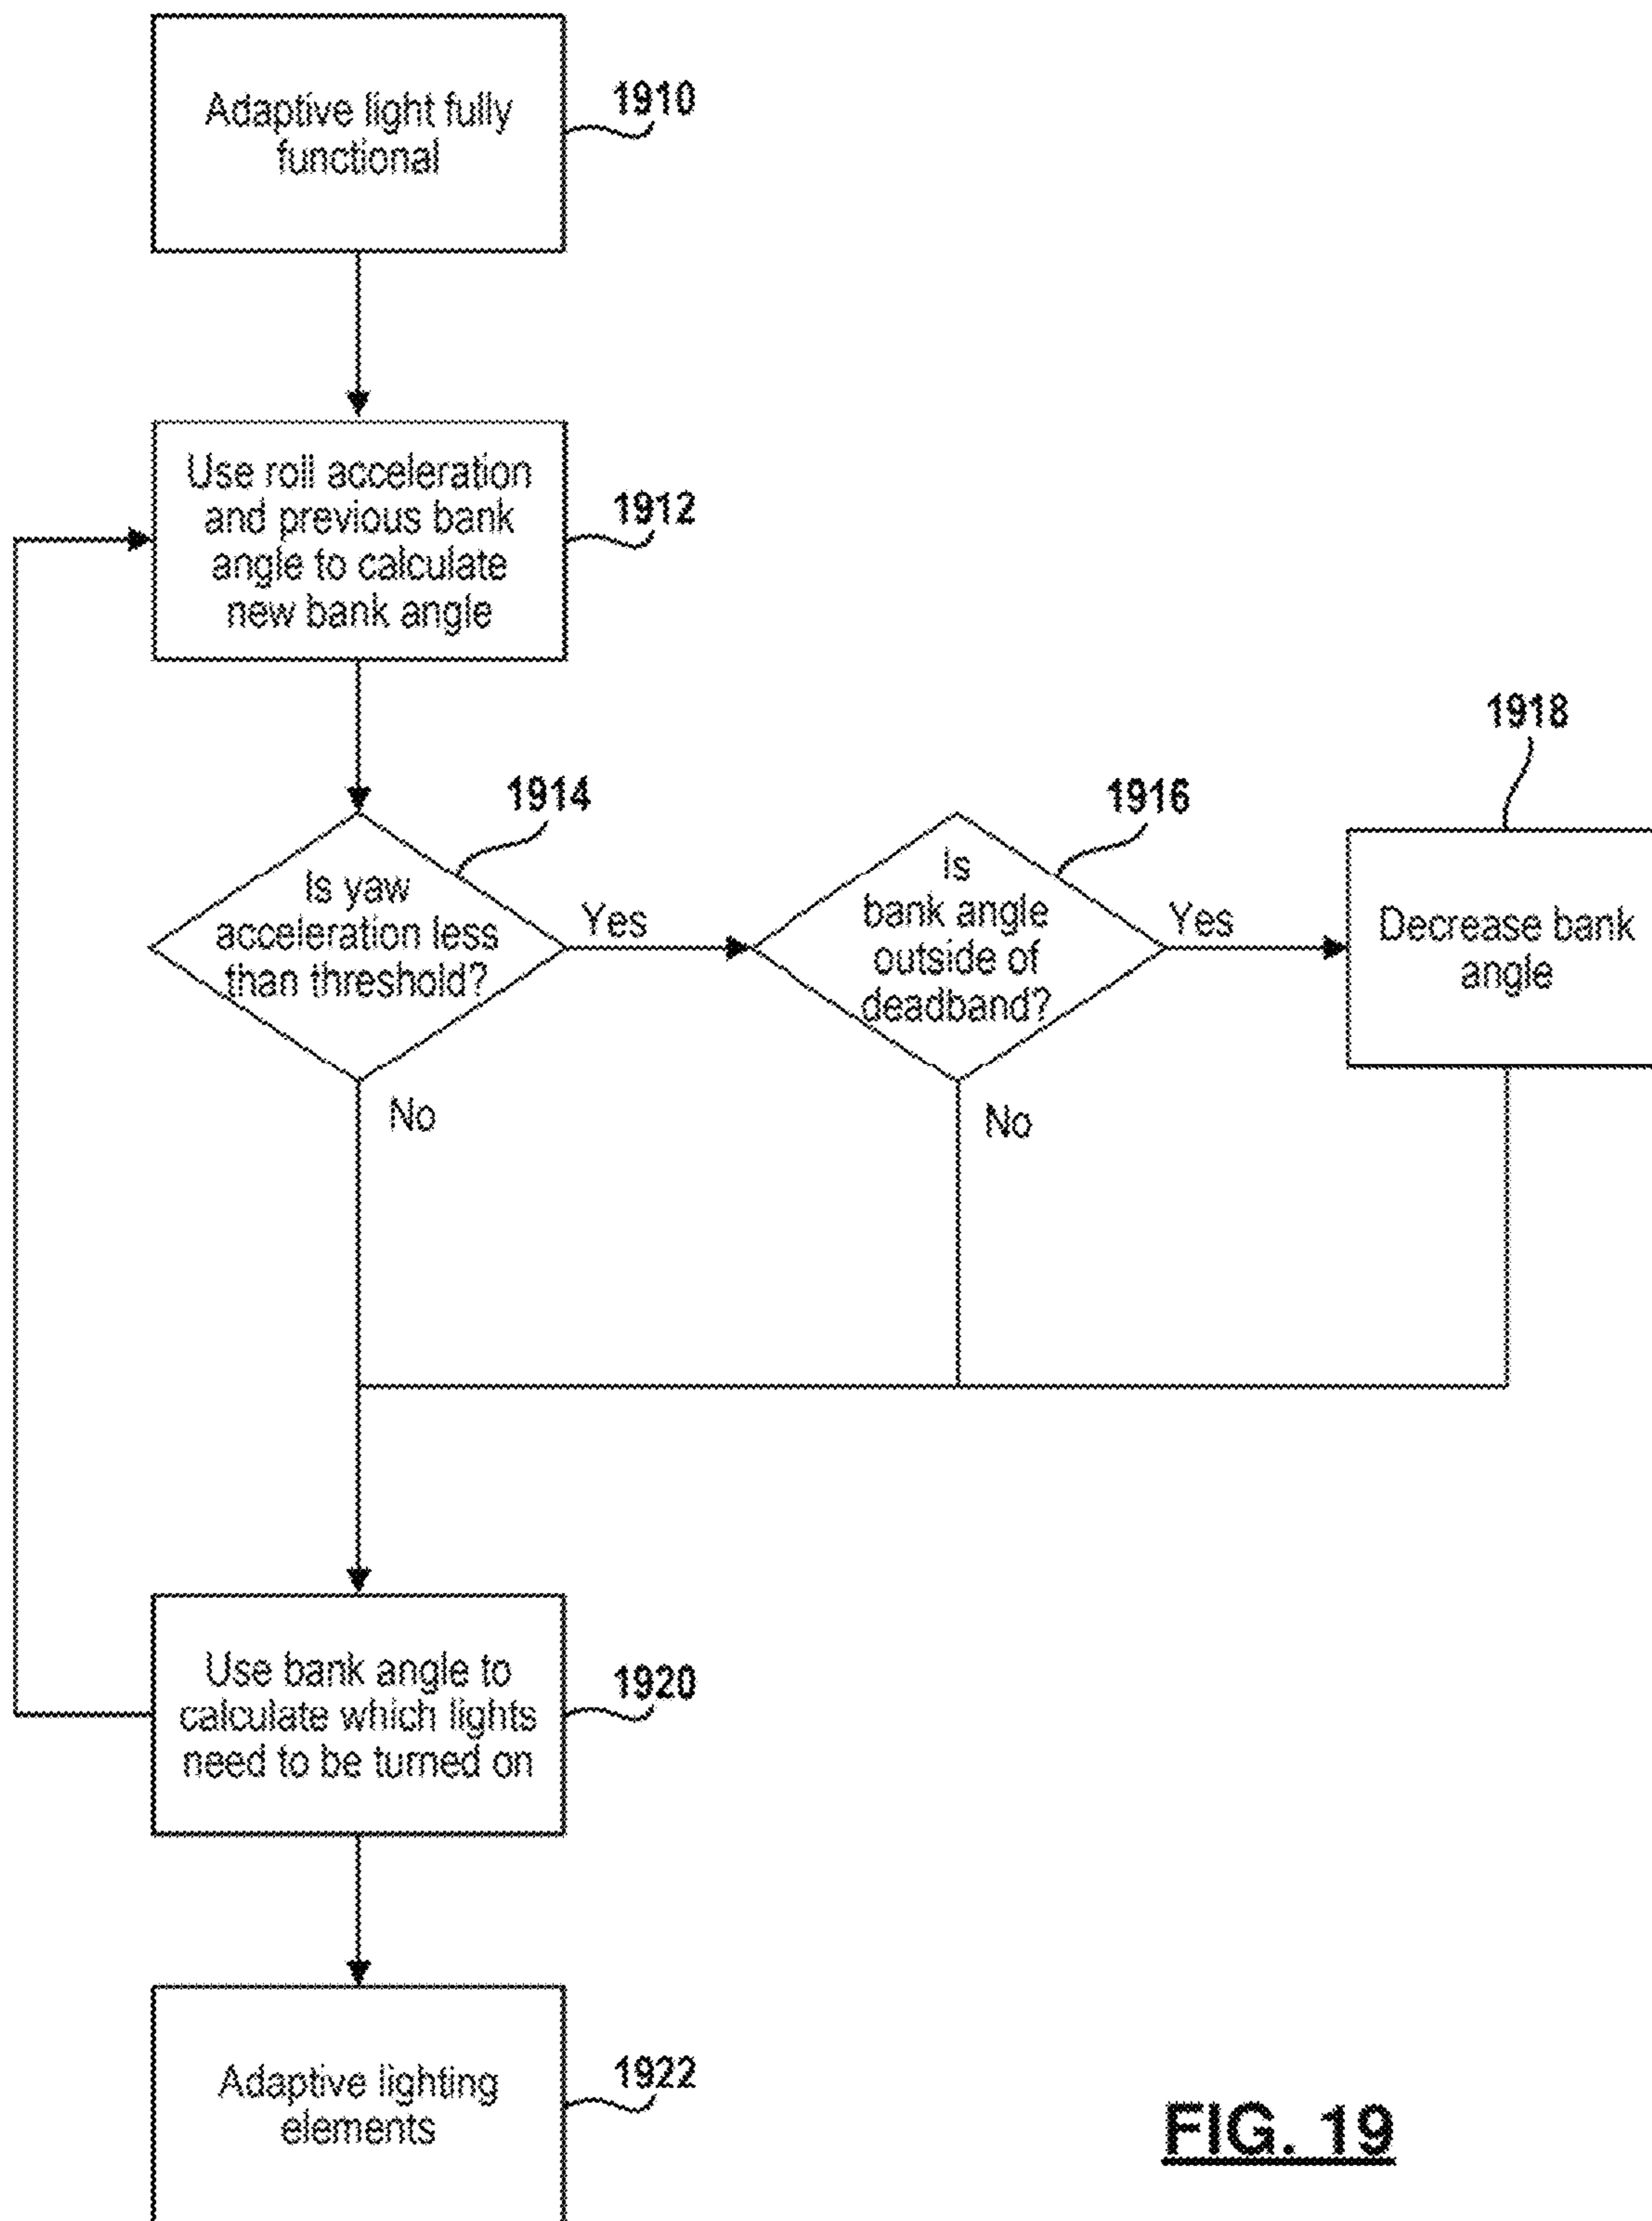 Adaptive light fully
functional
1910
Use roll acceleration
and previous bank
angle to calculate
new bank angle
1912
1914
Is yaw
acceleration less
than threshold?
Yes
No
1916
Is
bank angle
outside of
deadband?
Yes
No
1918
Decrease bank
angle
Use bank angle to
calculate which lights
need to be turned on
1920
Adaptive lighting
elements
1922
FIG. 19